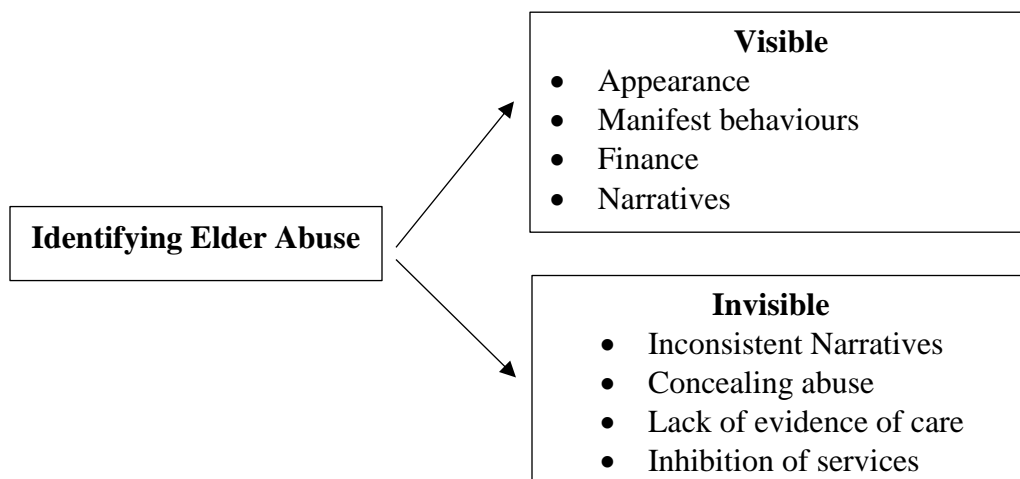 Visible
• Appearance
• Manifest behaviours
• Finance
• Narratives
Identifying Elder Abuse
Invisible
• Inconsistent Narratives
• Concealing abuse
• Lack of evidence of care
• Inhibition of services